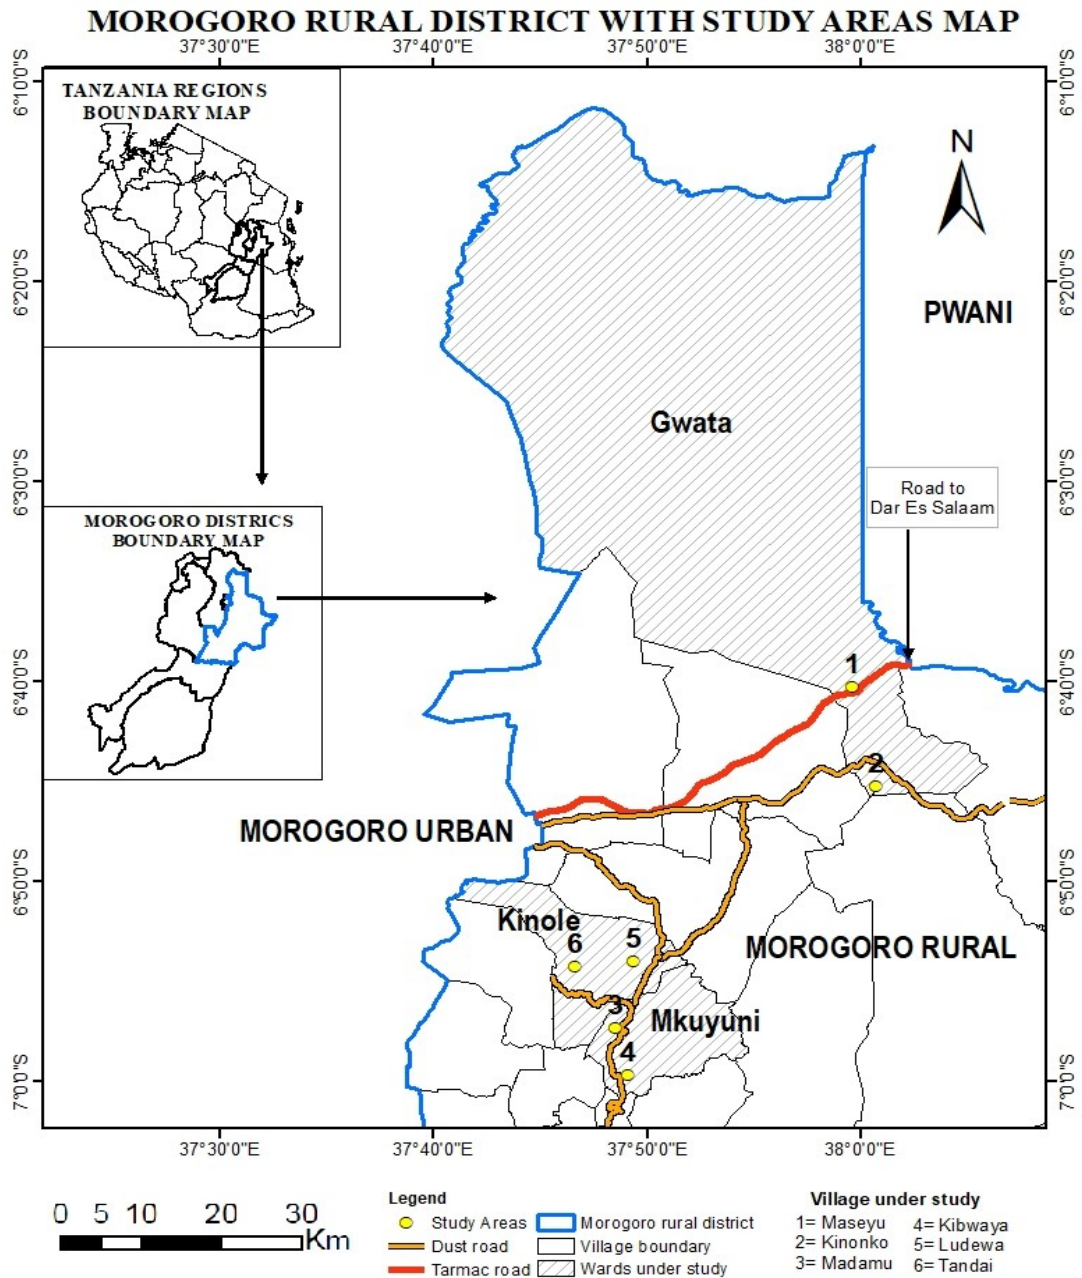 MOROGORO RURAL DISTRICT WITH STUDY AREAS MAP
37°30'0"E 37°40'0"E 37°50'0"E 38°0'0"E
6°10'0"S 6°10'0"S
TANZANIA REGIONS
BOUNDARY MAP
N
6°20'0"S 6°20'0"S
PWANI
Gwata
6°30'0"S 6°30'0"S
Road to
Dar Es Salaam
MOROGORO DISTRICS
BOUNDARY MAP
1
6°40'0"S 6°40'0"S
2
MOROGORO URBAN
6°50'0"S 6°50'0"S
Kinole
6 5
MOROGORO RURAL
3
Mkuyuni
4
7°0'0"S 7°0'0"S
37°30'0"E 37°40'0"E 37°50'0"E 38°0'0"E
0 5 10 20 30
Km
Legend
Study Areas
Dust road
Tarmac road
Morogoro rural district
Village boundary
Wards under study
Village under study
1= Maseyu
2= Kinonko
3= Madamu
4= Kibwaya
5= Ludewa
6= Tandai